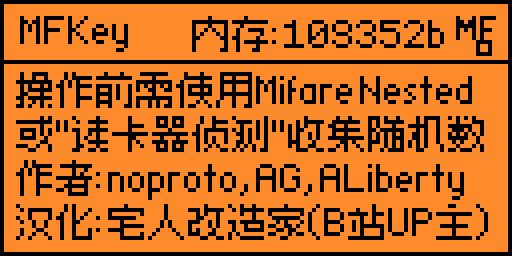 MFKey 内存:109352b MF
操作前需使用Mifare Nested
或"读卡器侦测"收集随机数
作者:noproto,AG,ALiberty
汉化:宅人改造家(B站UP主)